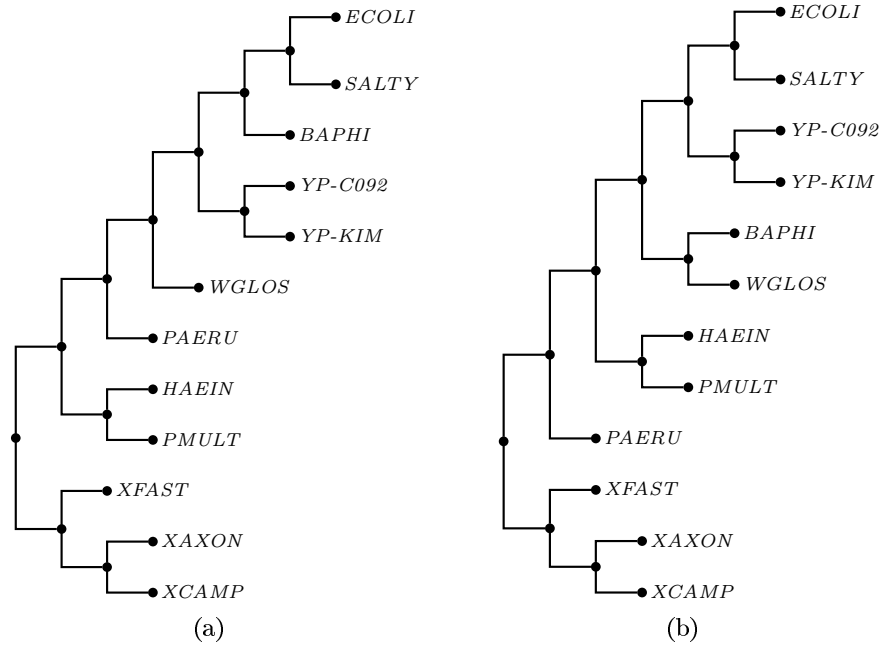 ECOLI
SALTY
BAPHI
YP-C092
YP-KIM
WGLOS
PAERU
HAEIN
PMULT
XFAST
XAXON
XCAMP
(a)
ECOLI
SALTY
YP-C092
YP-KIM
BAPHI
WGLOS
HAEIN
PMULT
PAERU
XFAST
XAXON
XCAMP
(b)